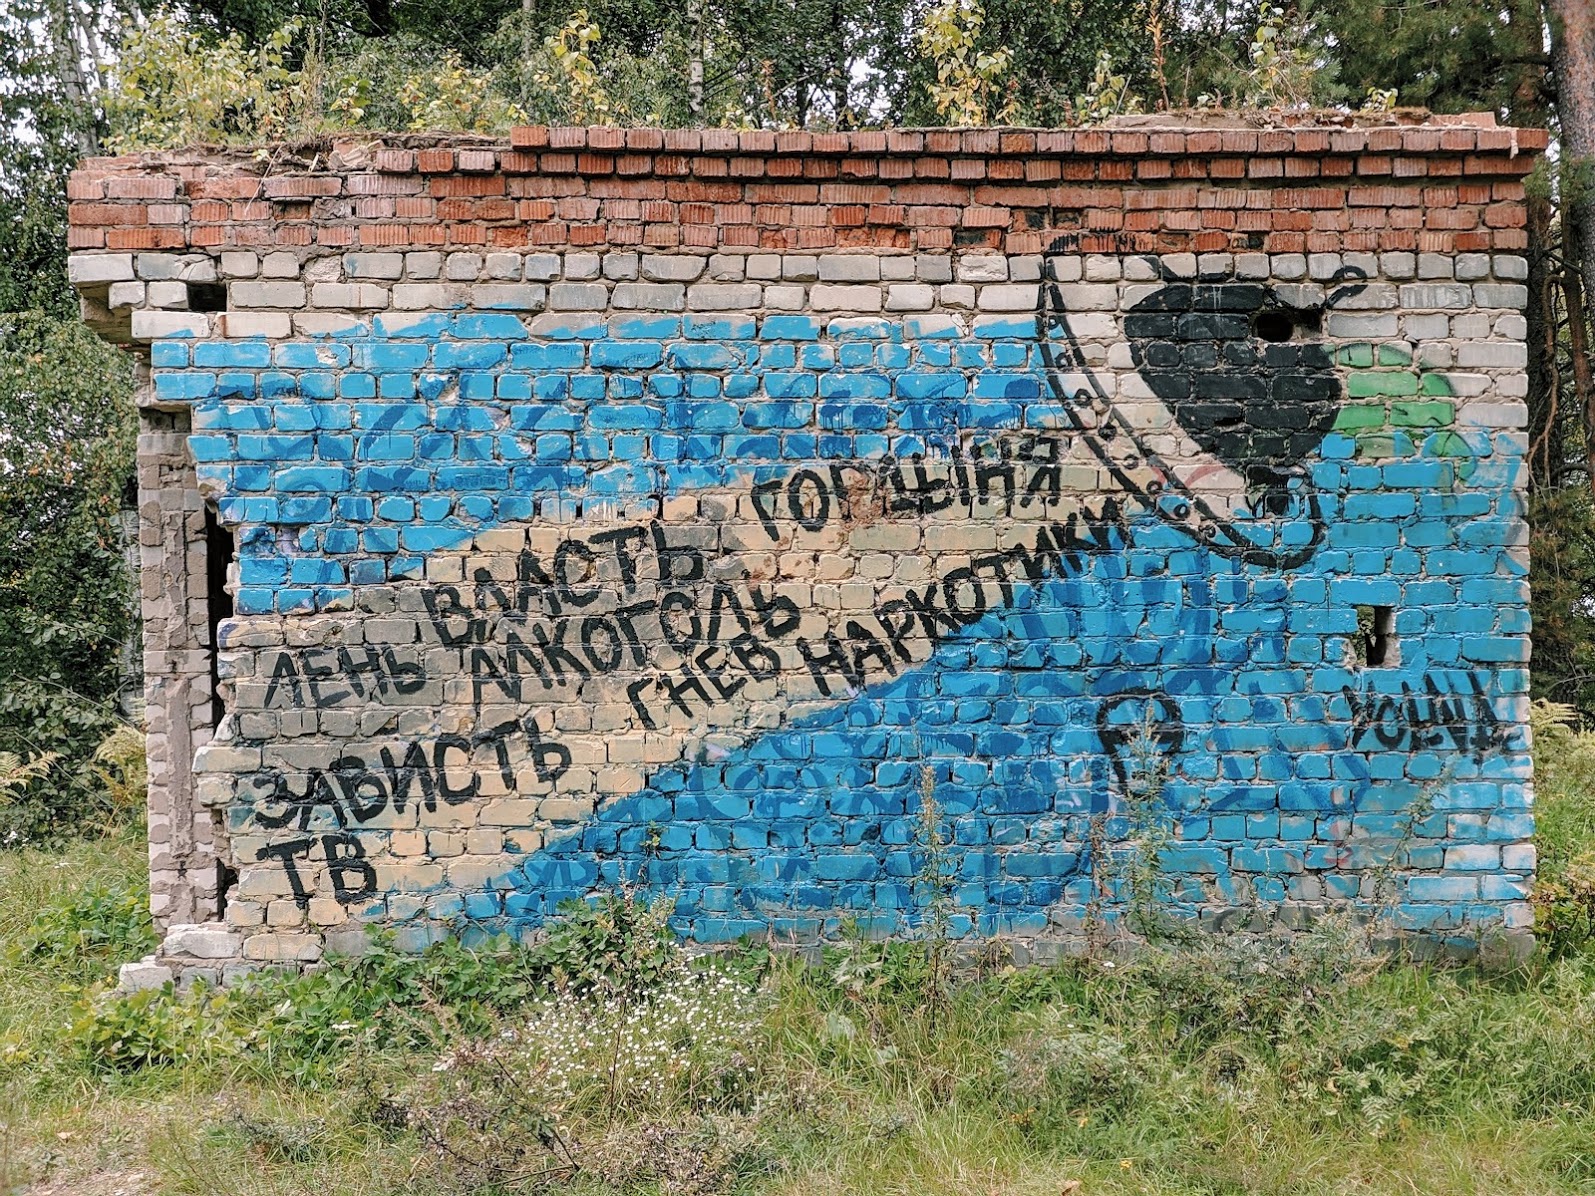 ГОРДЫНЯ
ВЛАСТЬ
НАРКОТИКИ
АЛКОГОЛЬ
ЛЕНЬ
ГНЕВ
ЗАВИСТЬ
ТВ